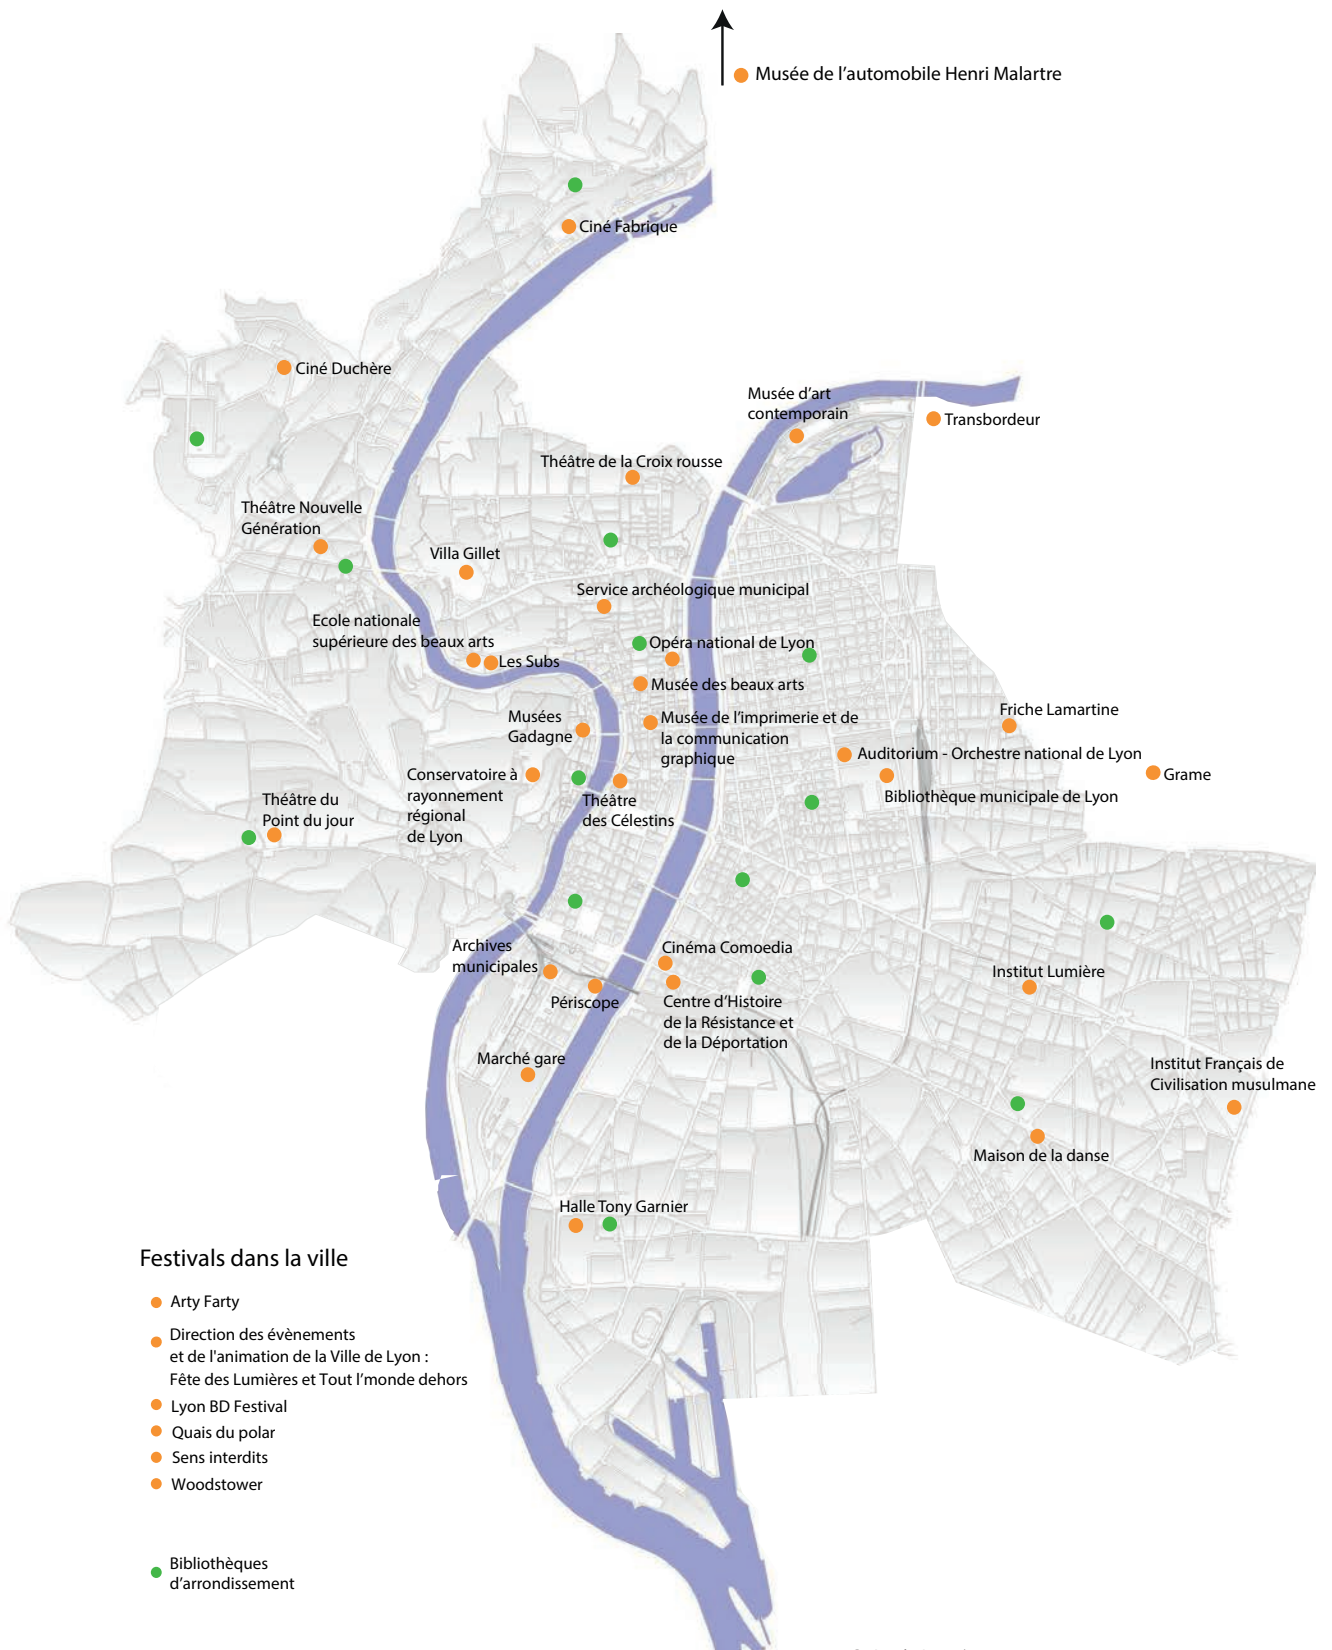 Musée de l'automobile Henri Malartre
Ciné Fabrique
Ciné Duchère
Musée d'art
contemporain
Transbordeur
Théâtre de la Croix rousse
Théâtre Nouvelle
Génération
Villa Gillet
Service archéologique municipal
Ecole nationale
supérieure des beaux arts
Les Subs
Opéra national de Lyon
Musée des beaux arts
Musées
Gadagne
Musée de l'imprimerie et de
la communication
graphique
Friche Lamartine
Auditorium - Orchestre national de Lyon
Grame
Bibliothèque municipale de Lyon
Conservatoire à
rayonnement
régional
de Lyon
Théâtre
des Célestins
Théâtre du
Point du jour
Archives
municipales
Cinéma Comoedia
Institut Lumière
Périscope
Centre d'Histoire
de la Résistance et
de la Déportation
Marché gare
Institut Français de
Civilisation musulmane
Maison de la danse
Halle Tony Garnier
Festivals dans la ville
Arty Farty
Direction des évènements
et de l'animation de la Ville de Lyon :
Fête des Lumières et Tout l'monde dehors
Lyon BD Festival
Quais du polar
Sens interdits
Woodstower
Bibliothèques
d'arrondissement